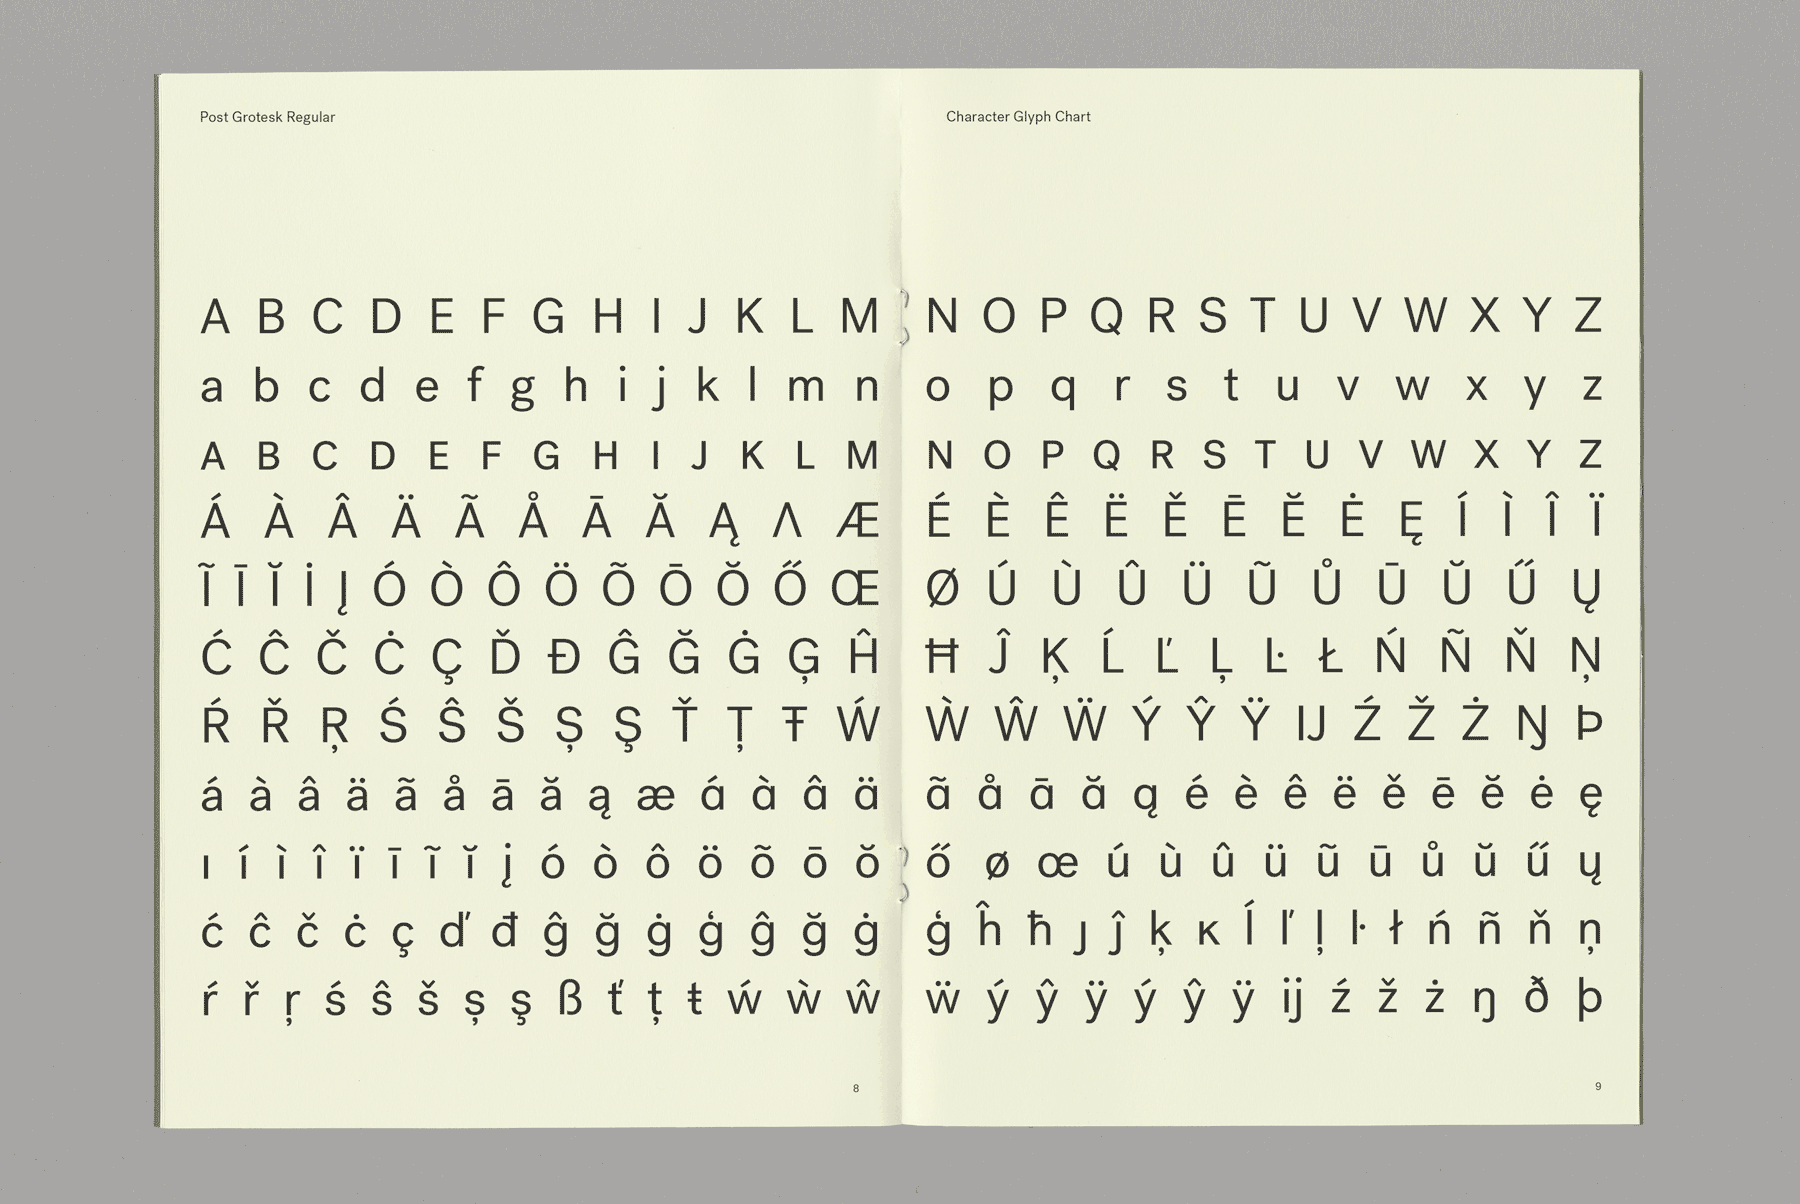 Post Grotesk Regular
Character Glyph Chart
A B C D E F G H I J K L M N O P Q R S T U V W X Y Z
a b c d e f g h i j k l m n o p q r s t u v w x y z
A B C D E F G H I J K L M N O P Q R S T U V W X Y Z
Á À Â Ä Ã Å Ā Ă Ą Λ Æ É È Ê Ë Ě Ē Ĕ Ė Ę Í Ì Î Ï
Ĩ Ī Ĭ İ Į Ó Ò Ô Ö Õ Ō Ŏ Ő Œ Ø Ú Ù Û Ü Ũ Ů Ū Ŭ Ű Ų
Ć Ĉ Č Ċ Ç Ď Đ Ĝ Ğ Ġ Ģ Ĥ Ħ Ĵ Ķ Ĺ Ľ Ļ Ŀ Ł Ń Ñ Ň Ņ
Ŕ Ř Ŗ Ś Ŝ Š Ș Ş Ť Ț Ŧ Ẃ Ẁ Ŵ Ẅ Ý Ŷ Ÿ IJ Ź Ž Ż Ŋ Þ
á à â ä ã å ā ă ą æ á à â ä ã å ā ă ą é è ê ë ě ē ĕ ė ę
ı í ì î ï ī ĩ ĭ į ó ò ô ö õ ō ŏ ő ø œ ú ù û ü ũ ū ů ŭ ű ų
ć ĉ č ċ ç ď đ ĝ ğ ġ ģ ĝ ğ ġ ģ ĥ ħ ȷ ĵ ķ ĸ ĺ ľ ļ ŀ ł ń ñ ň ņ
ŕ ř ŗ ś ŝ š ș ş ß ť ț ŧ ẃ ẁ ŵ ẅ ý ŷ ÿ ý ŷ ÿ ij ź ž ż ŋ ð þ
8
9